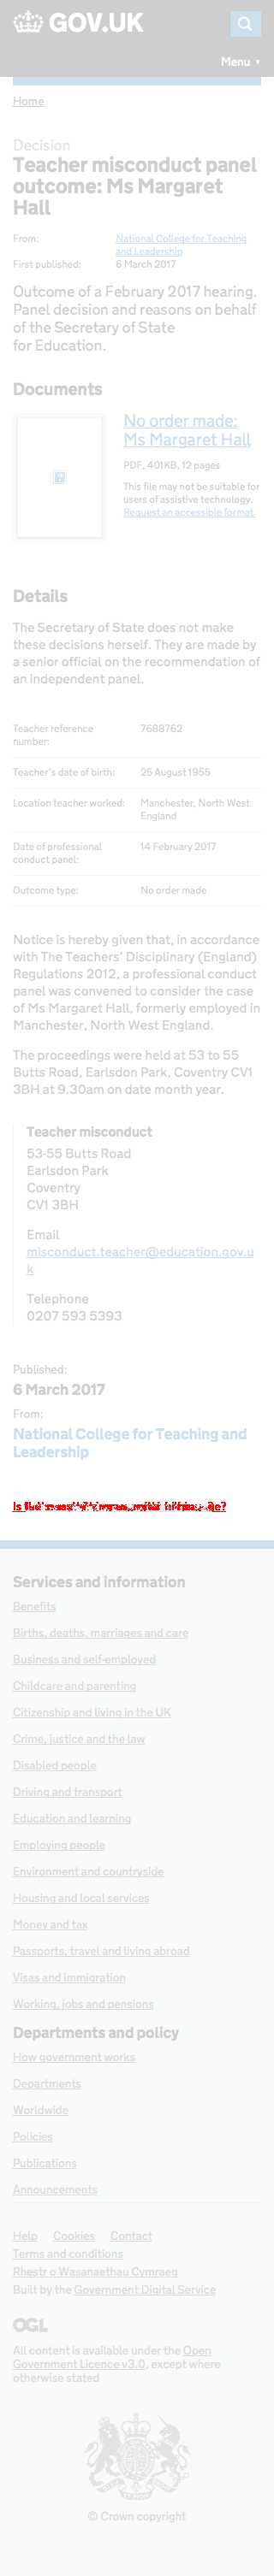 GOV.UK
Menu ▼
Home
Decision
Teacher misconduct panel
outcome: Ms Margaret
Hall
From: National College for Teaching
and Leadership
First published: 6 March 2017
Outcome of a February 2017 hearing.
Panel decision and reasons on behalf
of the Secretary of State
for Education.
Documents
No order made:
Ms Margaret Hall
PDF, 401KB, 12 pages
This file may not be suitable for
users of assistive technology.
Request an accessible format.
Details
The Secretary of State does not make
these decisions herself. They are made by
a senior official on the recommendation of
an independent panel.
Teacher reference
number: 7688762
Teacher's date of birth: 25 August 1955
Location teacher worked: Manchester, North West
England
Date of professional
conduct panel: 14 February 2017
Outcome type: No order made
Notice is hereby given that, in accordance
with The Teachers' Disciplinary (England)
Regulations 2012, a professional conduct
panel was convened to consider the case
of Ms Margaret Hall, formerly employed in
Manchester, North West England.
The proceedings were held at 53 to 55
Butts Road, Earlsdon Park, Coventry CV1
3BH at 9.30am on date month year.
Teacher misconduct
53-55 Butts Road
Earlsdon Park
Coventry
CV1 3BH
Email
misconduct.teacher@education.gov.u
k
Telephone
0207 593 5393
Published:
6 March 2017
From:
National College for Teaching and
Leadership
Services and information
Benefits
Births, deaths, marriages and care
Business and self-employed
Childcare and parenting
Citizenship and living in the UK
Crime, justice and the law
Disabled people
Driving and transport
Education and learning
Employing people
Environment and countryside
Housing and local services
Money and tax
Passports, travel and living abroad
Visas and immigration
Working, jobs and pensions
Departments and policy
How government works
Departments
Worldwide
Policies
Publications
Announcements
Help Cookies Contact
Terms and conditions
Rhestr o Wasanaethau Cymraeg
Built by the Government Digital Service
OGL
All content is available under the Open
Government Licence v3.0, except where
otherwise stated
© Crown copyright